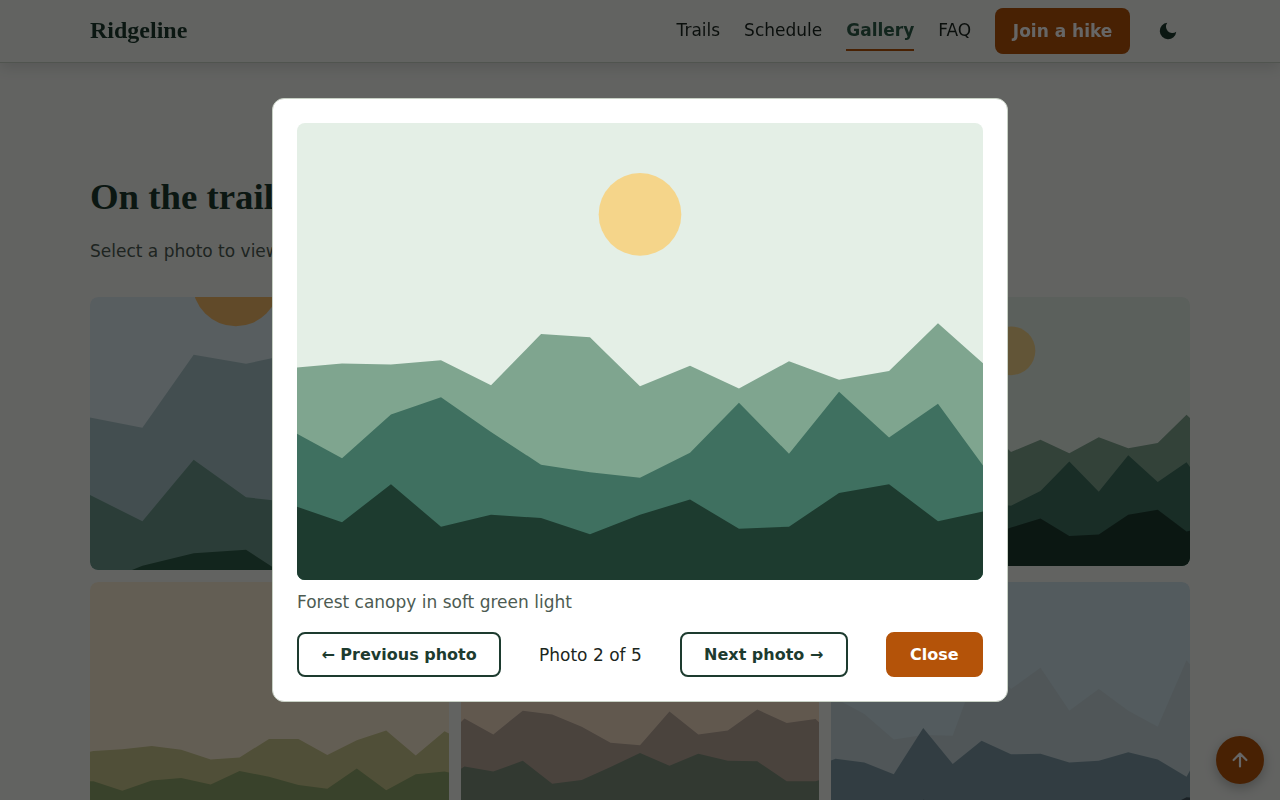 Ridgeline
Trails
Schedule
Gallery
FAQ
Join a hike
On the trail
Select a photo to view
Forest canopy in soft green light
← Previous photo
Photo 2 of 5
Next photo →
Close